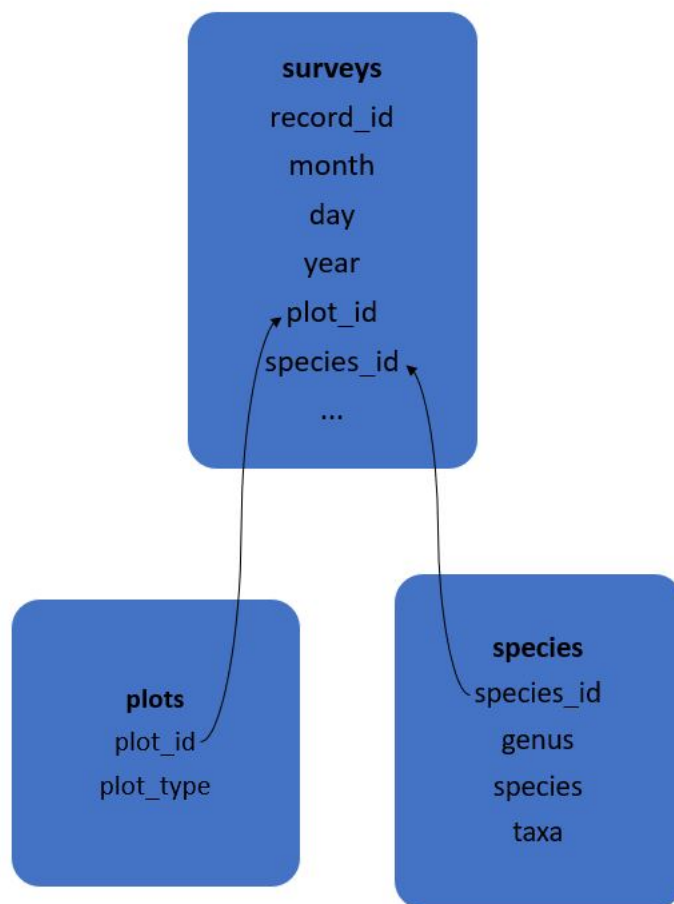 surveys
record_id
month
day
year
plot_id
species_id
...
plots
plot_id
plot_type
species
species_id
genus
species
taxa